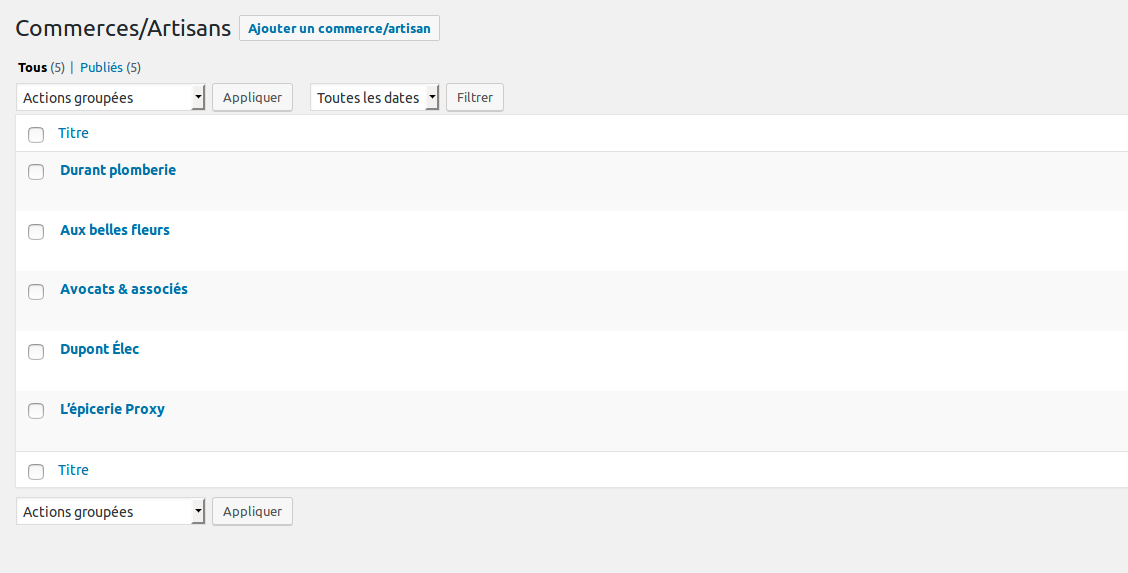 Commerces/Artisans Ajouter un commerce/artisan
Tous (5) | Publiés (5)
Actions groupées Appliquer Toutes les dates Filtrer
Titre
Durant plomberie
Aux belles fleurs
Avocats & associés
Dupont Élec
L’épicerie Proxy
Titre
Actions groupées Appliquer